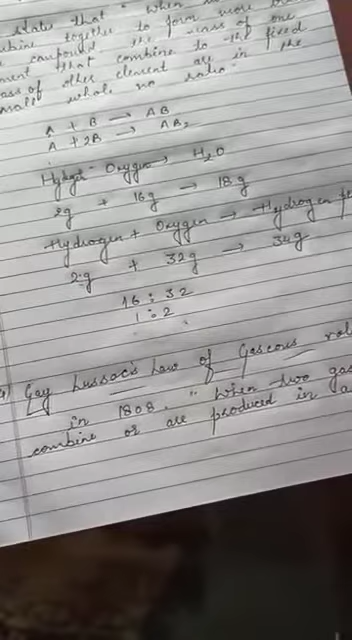 states that " when
combine together to form more
compound the mass of one
element that combine to the fixed
mass of other element are in the
small whole no ratio.
A + B → AB
A + 2B → AB₂
Oxygen → H₂O
2g + 16g → 18g
Hydrogen + Oxygen → Hydrogen
2g + 32g → 34g
16 : 32
1 : 2
Gay Lussac's Law of Gaseous
in 1808. " when two
combine or are produced in a